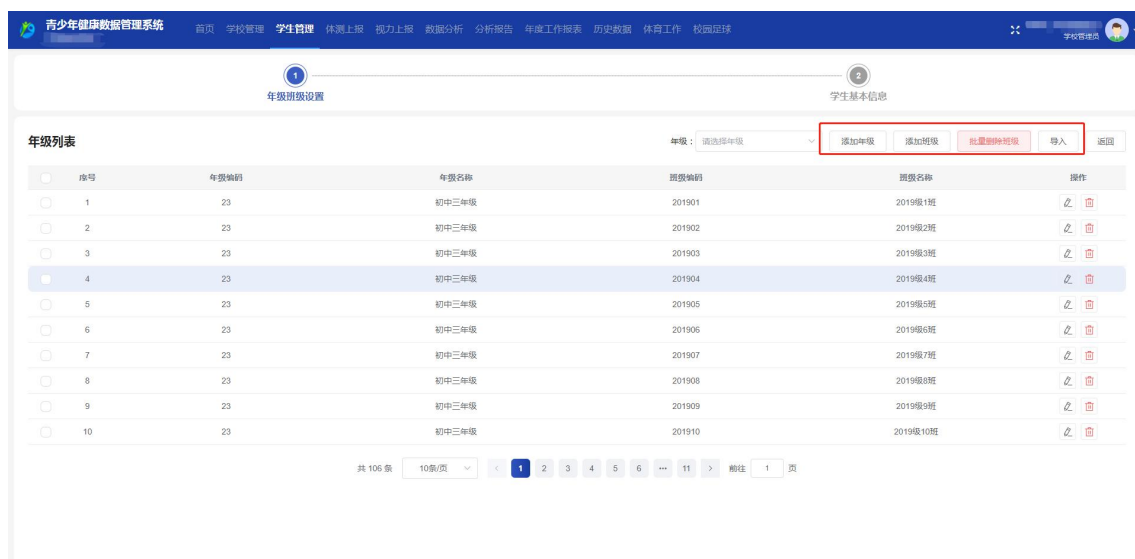 青少年健康数据管理系统 首页 学校管理 学生管理 体测上报 视力上报 数据分析 分析报告 年度工作报表 历史数据 体育工作 校园足球
学校管理员
1 2
年级班级设置 学生基本信息
年级列表 年级： 请选择年级 添加年级 添加班级 批量删除班级 导入 返回
序号 年级编码 年级名称 班级编码 班级名称 操作
1 23 初中三年级 201901 2019级1班
2 23 初中三年级 201902 2019级2班
3 23 初中三年级 201903 2019级3班
4 23 初中三年级 201904 2019级4班
5 23 初中三年级 201905 2019级5班
6 23 初中三年级 201906 2019级6班
7 23 初中三年级 201907 2019级7班
8 23 初中三年级 201908 2019级8班
9 23 初中三年级 201909 2019级9班
10 23 初中三年级 201910 2019级10班
共 106 条 10条/页 < 1 2 3 4 5 6 ••• 11 > 前往 1 页